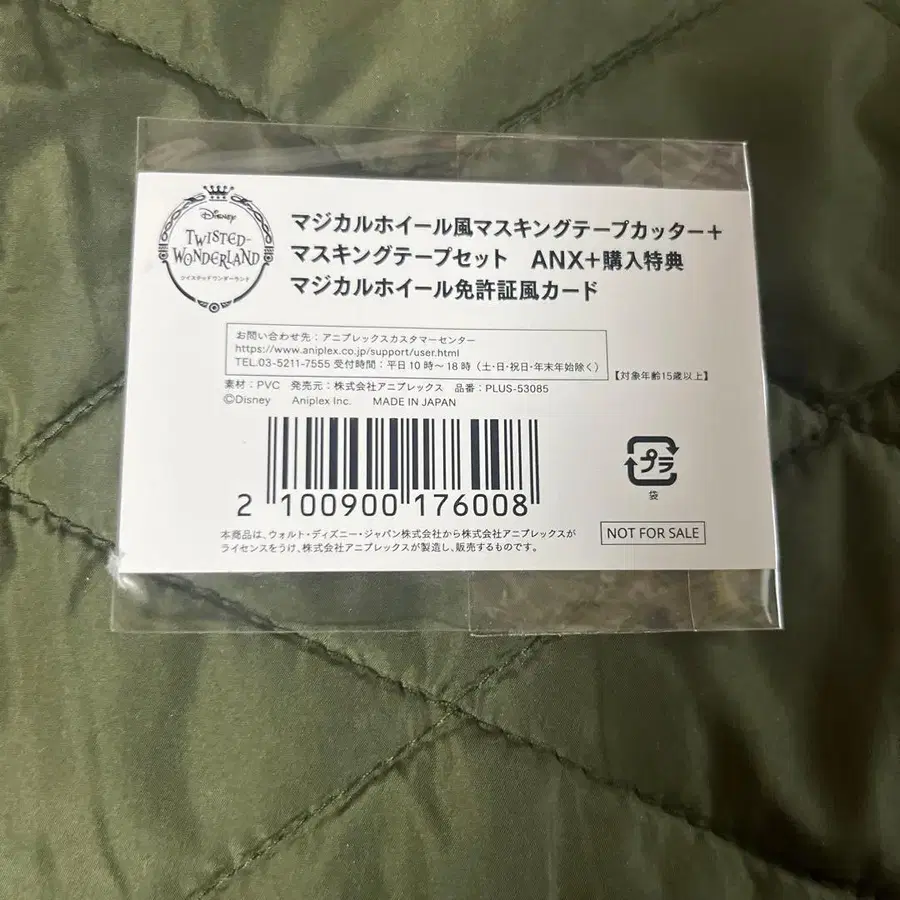 Disney
TWISTED-
WONDERLAND
ツイステッドワンダーランド
マジカルホイール風マスキングテープカッター+
マスキングテープセット ANX+購入特典
マジカルホイール免許証風カード
お問い合わせ先:アニプレックスカスタマーセンター
https://www.aniplex.co.jp/support/user.html
TEL.03-5211-7555 受付時間:平日10時~18時(土・日・祝日・年末年始除く)
【対象年齢15歳以上】
素材:PVC 発売元:株式会社アニプレックス 品番:PLUS-53085
©Disney Aniplex Inc. MADE IN JAPAN
2 100900 176008
プラ
袋
本商品は、ウォルト・ディズニー・ジャパン株式会社から株式会社アニプレックスが
ライセンスをうけ、株式会社アニプレックスが製造し、販売するものです。
NOT FOR SALE